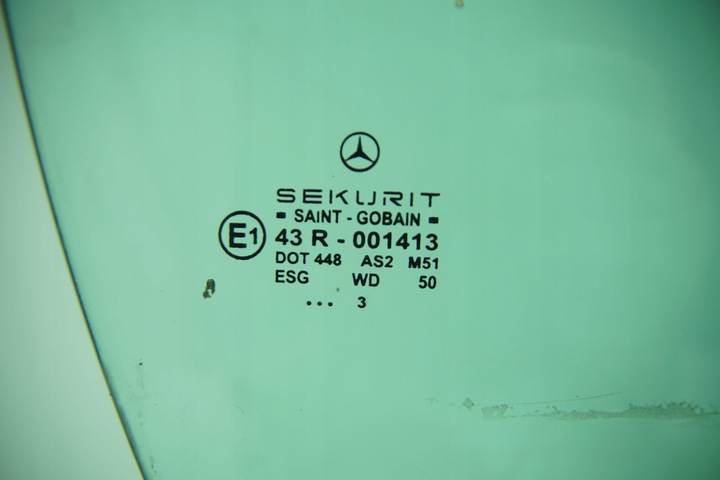 SEKURIT
SAINT - GOBAIN
E1 43 R - 001413
DOT 448 AS2 M51
ESG WD 50
... 3